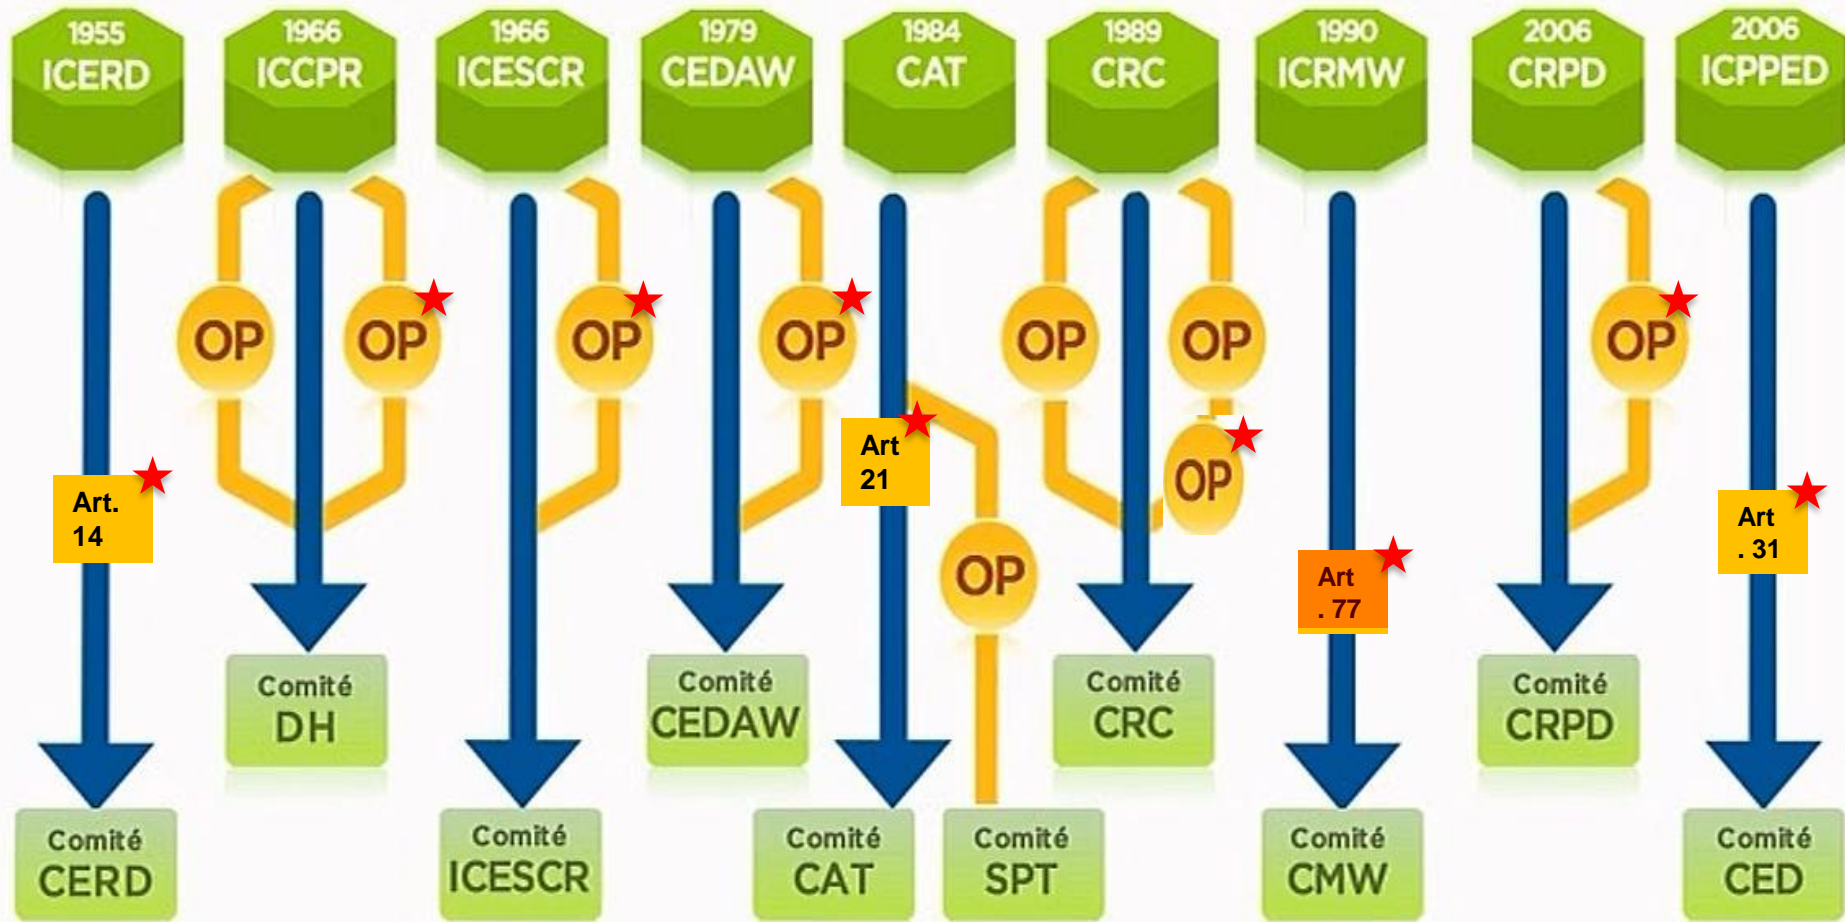 1955
ICERD
1966
ICCPR
1966
ICESCR
1979
CEDAW
1984
CAT
1989
CRC
1990
ICRMW
2006
CRPD
2006
ICPPED
OP
OP
OP
OP
OP
OP
OP
Art
21
OP
Art.
14
Art
. 31
OP
Art
. 77
Comité
DH
Comité
CEDAW
Comité
CRC
Comité
CRPD
Comité
CERD
Comité
ICESCR
Comité
CAT
Comité
SPT
Comité
CMW
Comité
CED